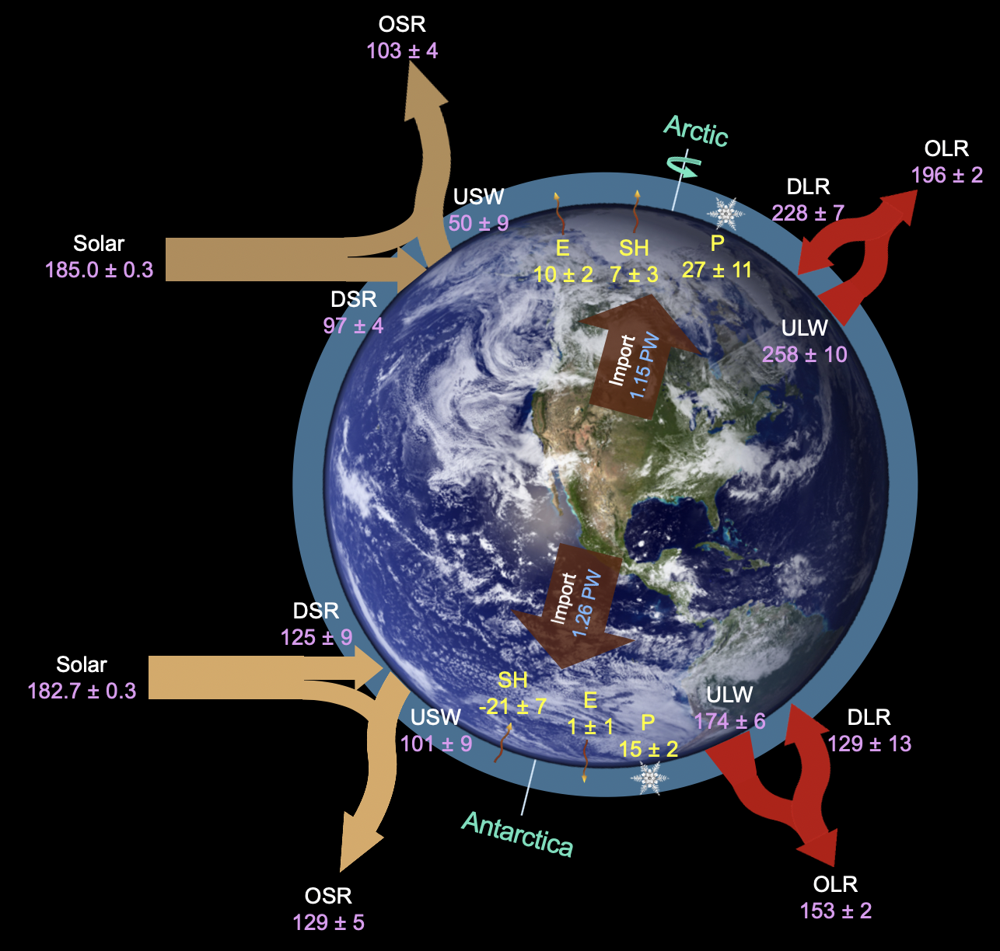 OSR
103 ± 4
Arctic
OLR
196 ± 2
DLR
228 ± 7
USW
50 ± 9
Solar
185.0 ± 0.3
E
10 ± 2
SH
7 ± 3
P
27 ± 11
DSR
97 ± 4
ULW
258 ± 10
Import
1.15 PW
Import
1.26 PW
DSR
125 ± 9
Solar
182.7 ± 0.3
SH
-21 ± 7
E
1 ± 1
P
15 ± 2
ULW
174 ± 6
USW
101 ± 9
DLR
129 ± 13
Antarctica
OSR
129 ± 5
OLR
153 ± 2